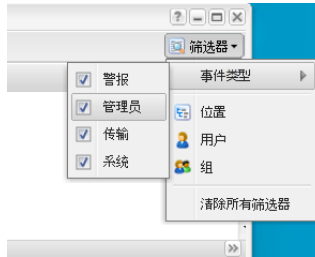 筛选器
事件类型
警报
管理员
传输
系统
位置
用户
组
清除所有筛选器